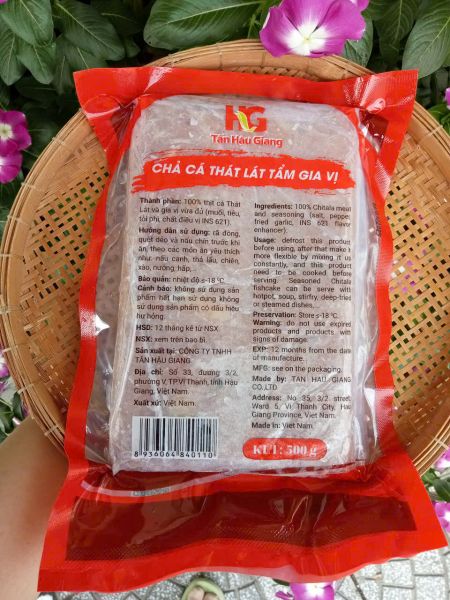 HG
Tân Hậu Giang
CHẢ CÁ THÁT LÁT TẨM GIA VỊ
Thành phần: 100% thịt cá Thát
Lát và gia vị vừa đủ (muối, tiêu,
tỏi phi, chất điều vị INS 621).
Hướng dẫn sử dụng: rã đông,
quết dẻo và nấu chín trước khi
ăn, theo các món ăn yêu thích
như: nấu canh, thả lẩu, chiên,
xào, nướng, hấp,...
Bảo quản: nhiệt độ ≤-18 ºC
Cảnh báo: không sử dụng sản
phẩm hết hạn sử dụng không
sử dụng sản phẩm có dấu hiệu
hư hỏng.
HSD: 12 tháng kể từ NSX
NSX: xem trên bao bì.
Sản xuất tại: CÔNG TY TNHH
TÂN HẬU GIANG
Địa chỉ: Số 33, đường 3/2,
phường V, TP.Vị Thanh, tỉnh Hậu
Giang, Việt Nam.
Xuất xứ: Việt Nam.
8 936064 840110
Ingredients: 100% Chitala meat
and seasoning (salt, pepper,
fried garlic, INS 621 flavor
enhancer).
Usage: defrost this product
before using, after that make it
more flexible by mixing it up
constantly, and this product
need to be cooked before
serving. Seasoned Chitala
fishcake can be serve with
hotpot, soup, stirfry, deep-fried
or steamed dishes,...
Preservation: Store ≤-18 ºC.
Warning: do not use expired
products and products with
signs of damage.
EXP: 12 months from the date
of manufacture.
MFG: see on the packaging.
Made by: TAN HAU GIANG
CO.,LTD
Address: No 35, 3/2 street,
Ward 5, Vi Thanh City, Hau
Giang Province, Viet Nam.
Made in: Viet Nam.
KLT: 500 g